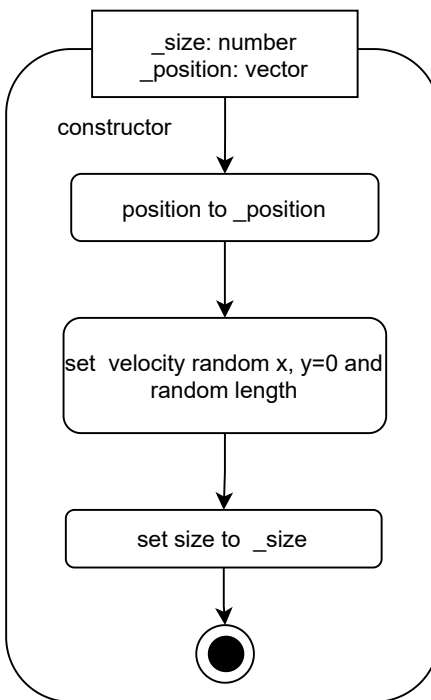 _size: number
_position: vector
constructor
position to _position
set  velocity random x, y=0 and
random length
set size to  _size